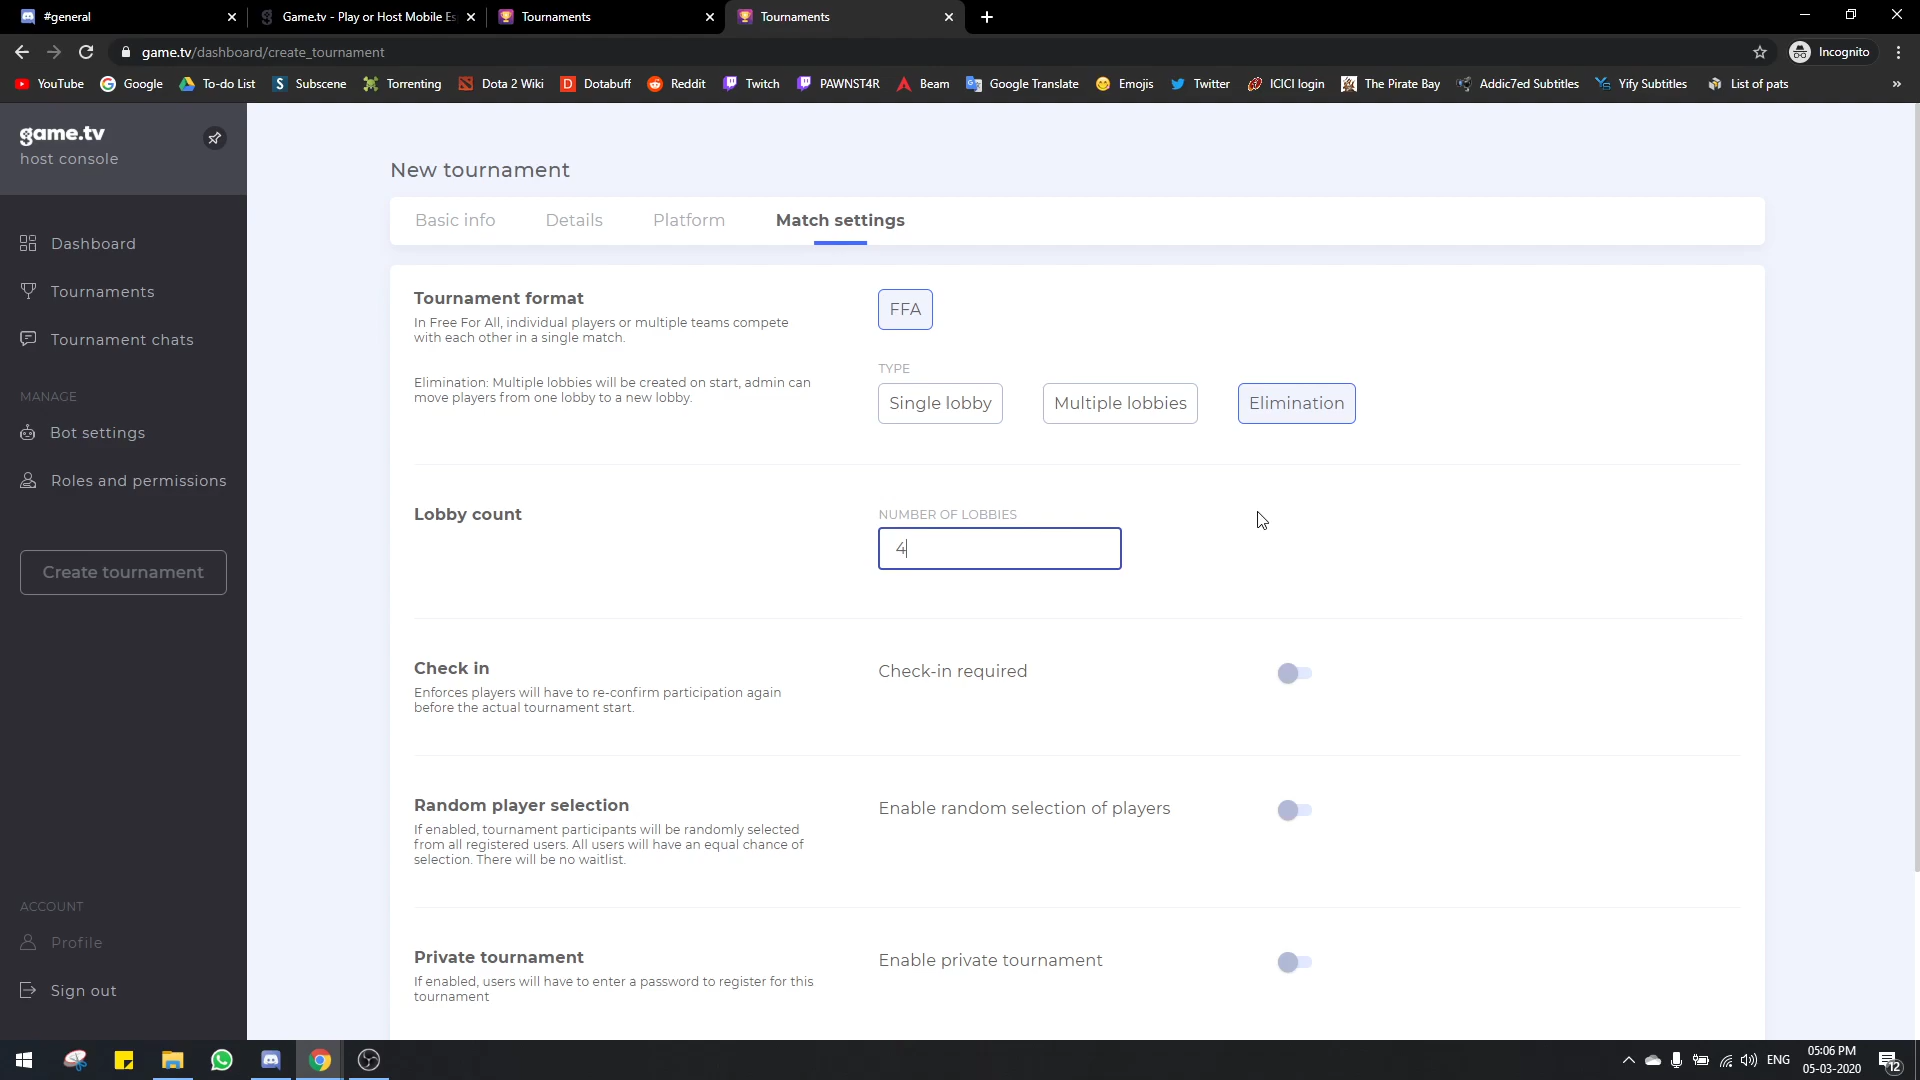 #general
Game.tv - Play or Host Mobile Es
Tournaments
Tournaments
game.tv/dashboard/create_tournament
Incognito
YouTube
Google
To-do List
Subscene
Torrenting
Dota 2 Wiki
Dotabuff
Reddit
Twitch
PAWNST4R
Beam
Google Translate
Emojis
Twitter
ICICI login
The Pirate Bay
Addic7ed Subtitles
Yify Subtitles
List of pats
»
game.tv
host console
Dashboard
Tournaments
Tournament chats
MANAGE
Bot settings
Roles and permissions
Create tournament
ACCOUNT
Profile
Sign out
New tournament
Basic info
Details
Platform
Match settings
Tournament format
In Free For All, individual players or multiple teams compete
with each other in a single match.
Elimination: Multiple lobbies will be created on start, admin can
move players from one lobby to a new lobby.
FFA
TYPE
Single lobby
Multiple lobbies
Elimination
Lobby count
NUMBER OF LOBBIES
4
Check in
Enforces players will have to re-confirm participation again
before the actual tournament start.
Check-in required
Random player selection
If enabled, tournament participants will be randomly selected
from all registered users. All users will have an equal chance of
selection. There will be no waitlist.
Enable random selection of players
Private tournament
If enabled, users will have to enter a password to register for this
tournament
Enable private tournament
ENG
05:06 PM
05-03-2020
12